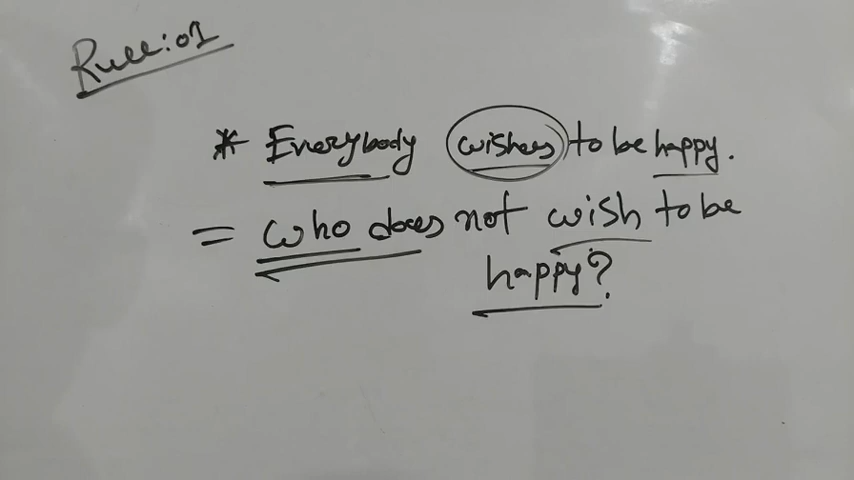 Rule:01
* Everybody wishes to be happy.
= who does not wish to be
happy?